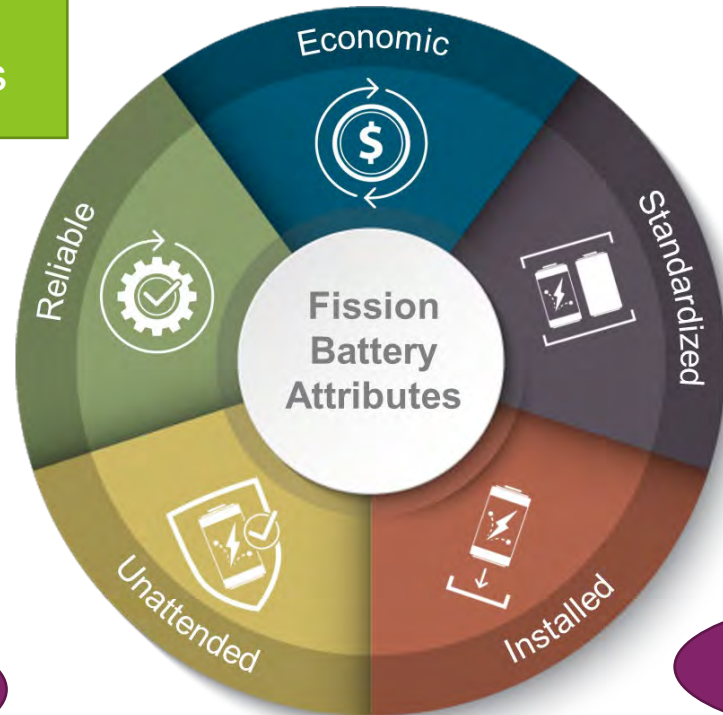 Economic
Standardized
Installed
Unattended
Reliable
Fission
Battery
Attributes
$